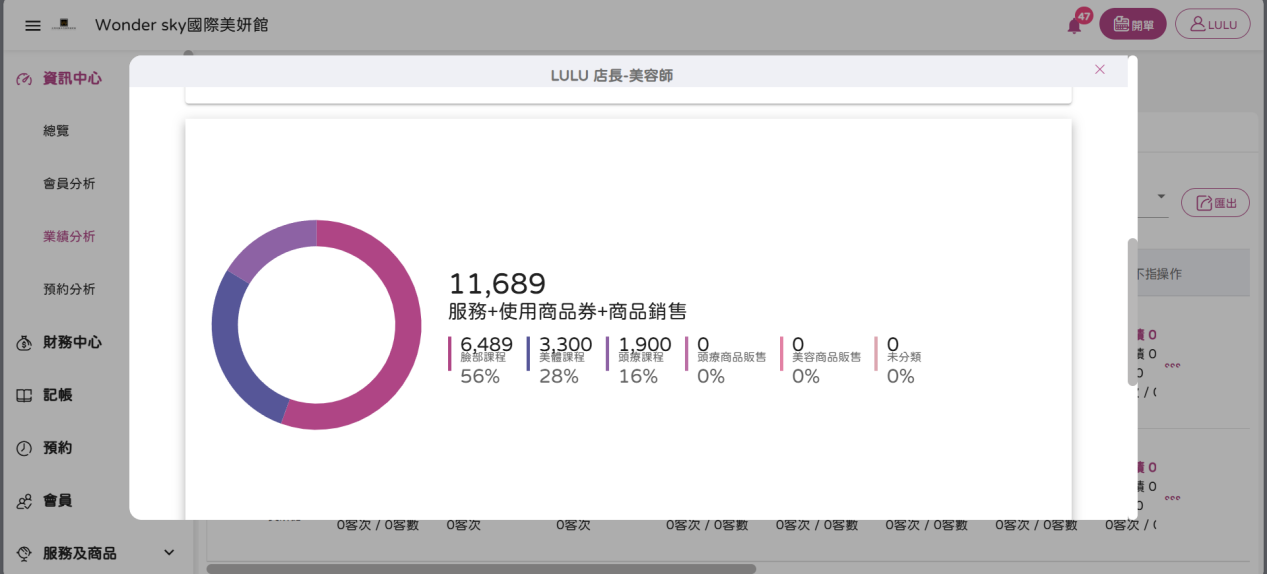 Wonder sky國際美妍館
47
開單
LULU
資訊中心
總覽
會員分析
業績分析
預約分析
財務中心
記帳
預約
會員
服務及商品
LULU 店長-美容師
11,689
服務+使用商品券+商品銷售
6,489
臉部課程
56%
3,300
美體課程
28%
1,900
頭療課程
16%
0
頭療商品販售
0%
0
美容商品販售
0%
0
未分類
0%
匯出
不指操作
0
0
0
0
0客次 / 0客數
0客次
0客次
0客次 / 0客數
0客次 / 0客數
0客次 / 0客數
0客次 / 0客數
0客次 /